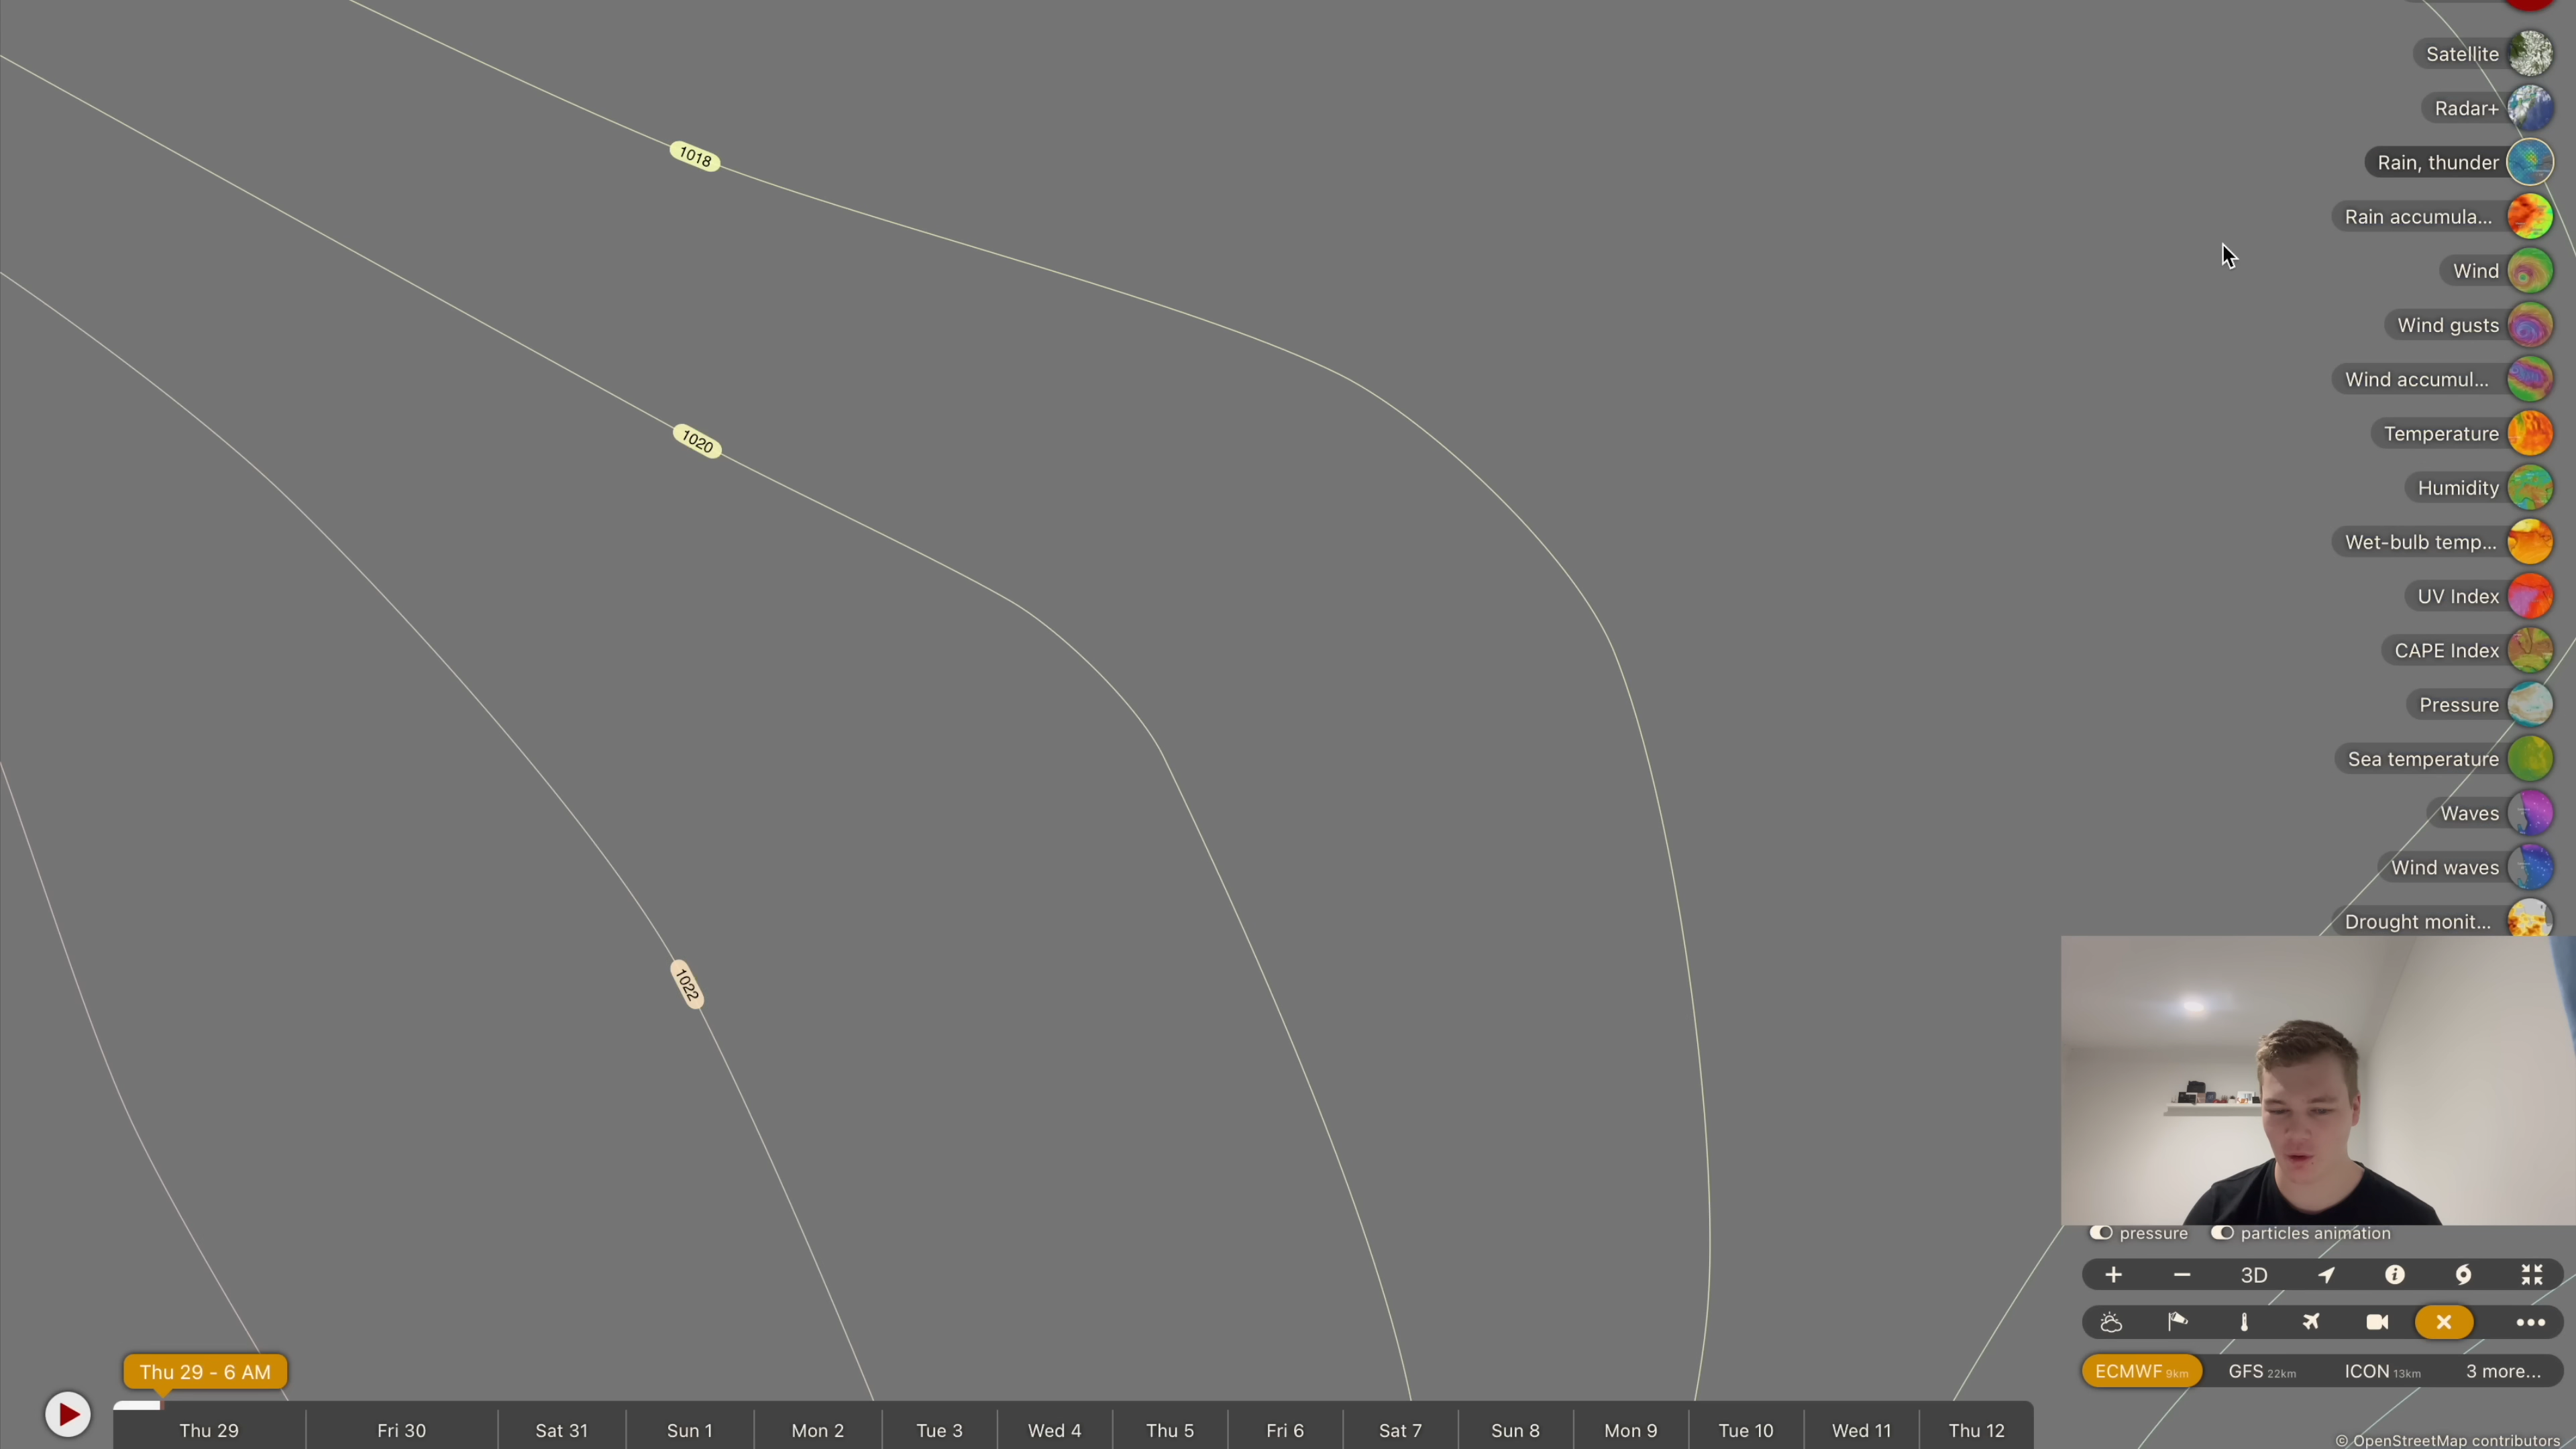 Satellite
Radar+
1018
Rain, thunder
Rain accumula...
Wind
Wind gusts
Wind accumul...
Temperature
1020
Humidity
Wet-bulb temp...
UV Index
CAPE Index
Pressure
Sea temperature
Waves
Wind waves
Drought monit...
1022
pressure particles animation
3D
ECMWF 9km GFS 22km ICON 13km 3 more...
Thu 29 - 6 AM
Thu 29 Fri 30 Sat 31 Sun 1 Mon 2 Tue 3 Wed 4 Thu 5 Fri 6 Sat 7 Sun 8 Mon 9 Tue 10 Wed 11 Thu 12
© OpenStreetMap contributors